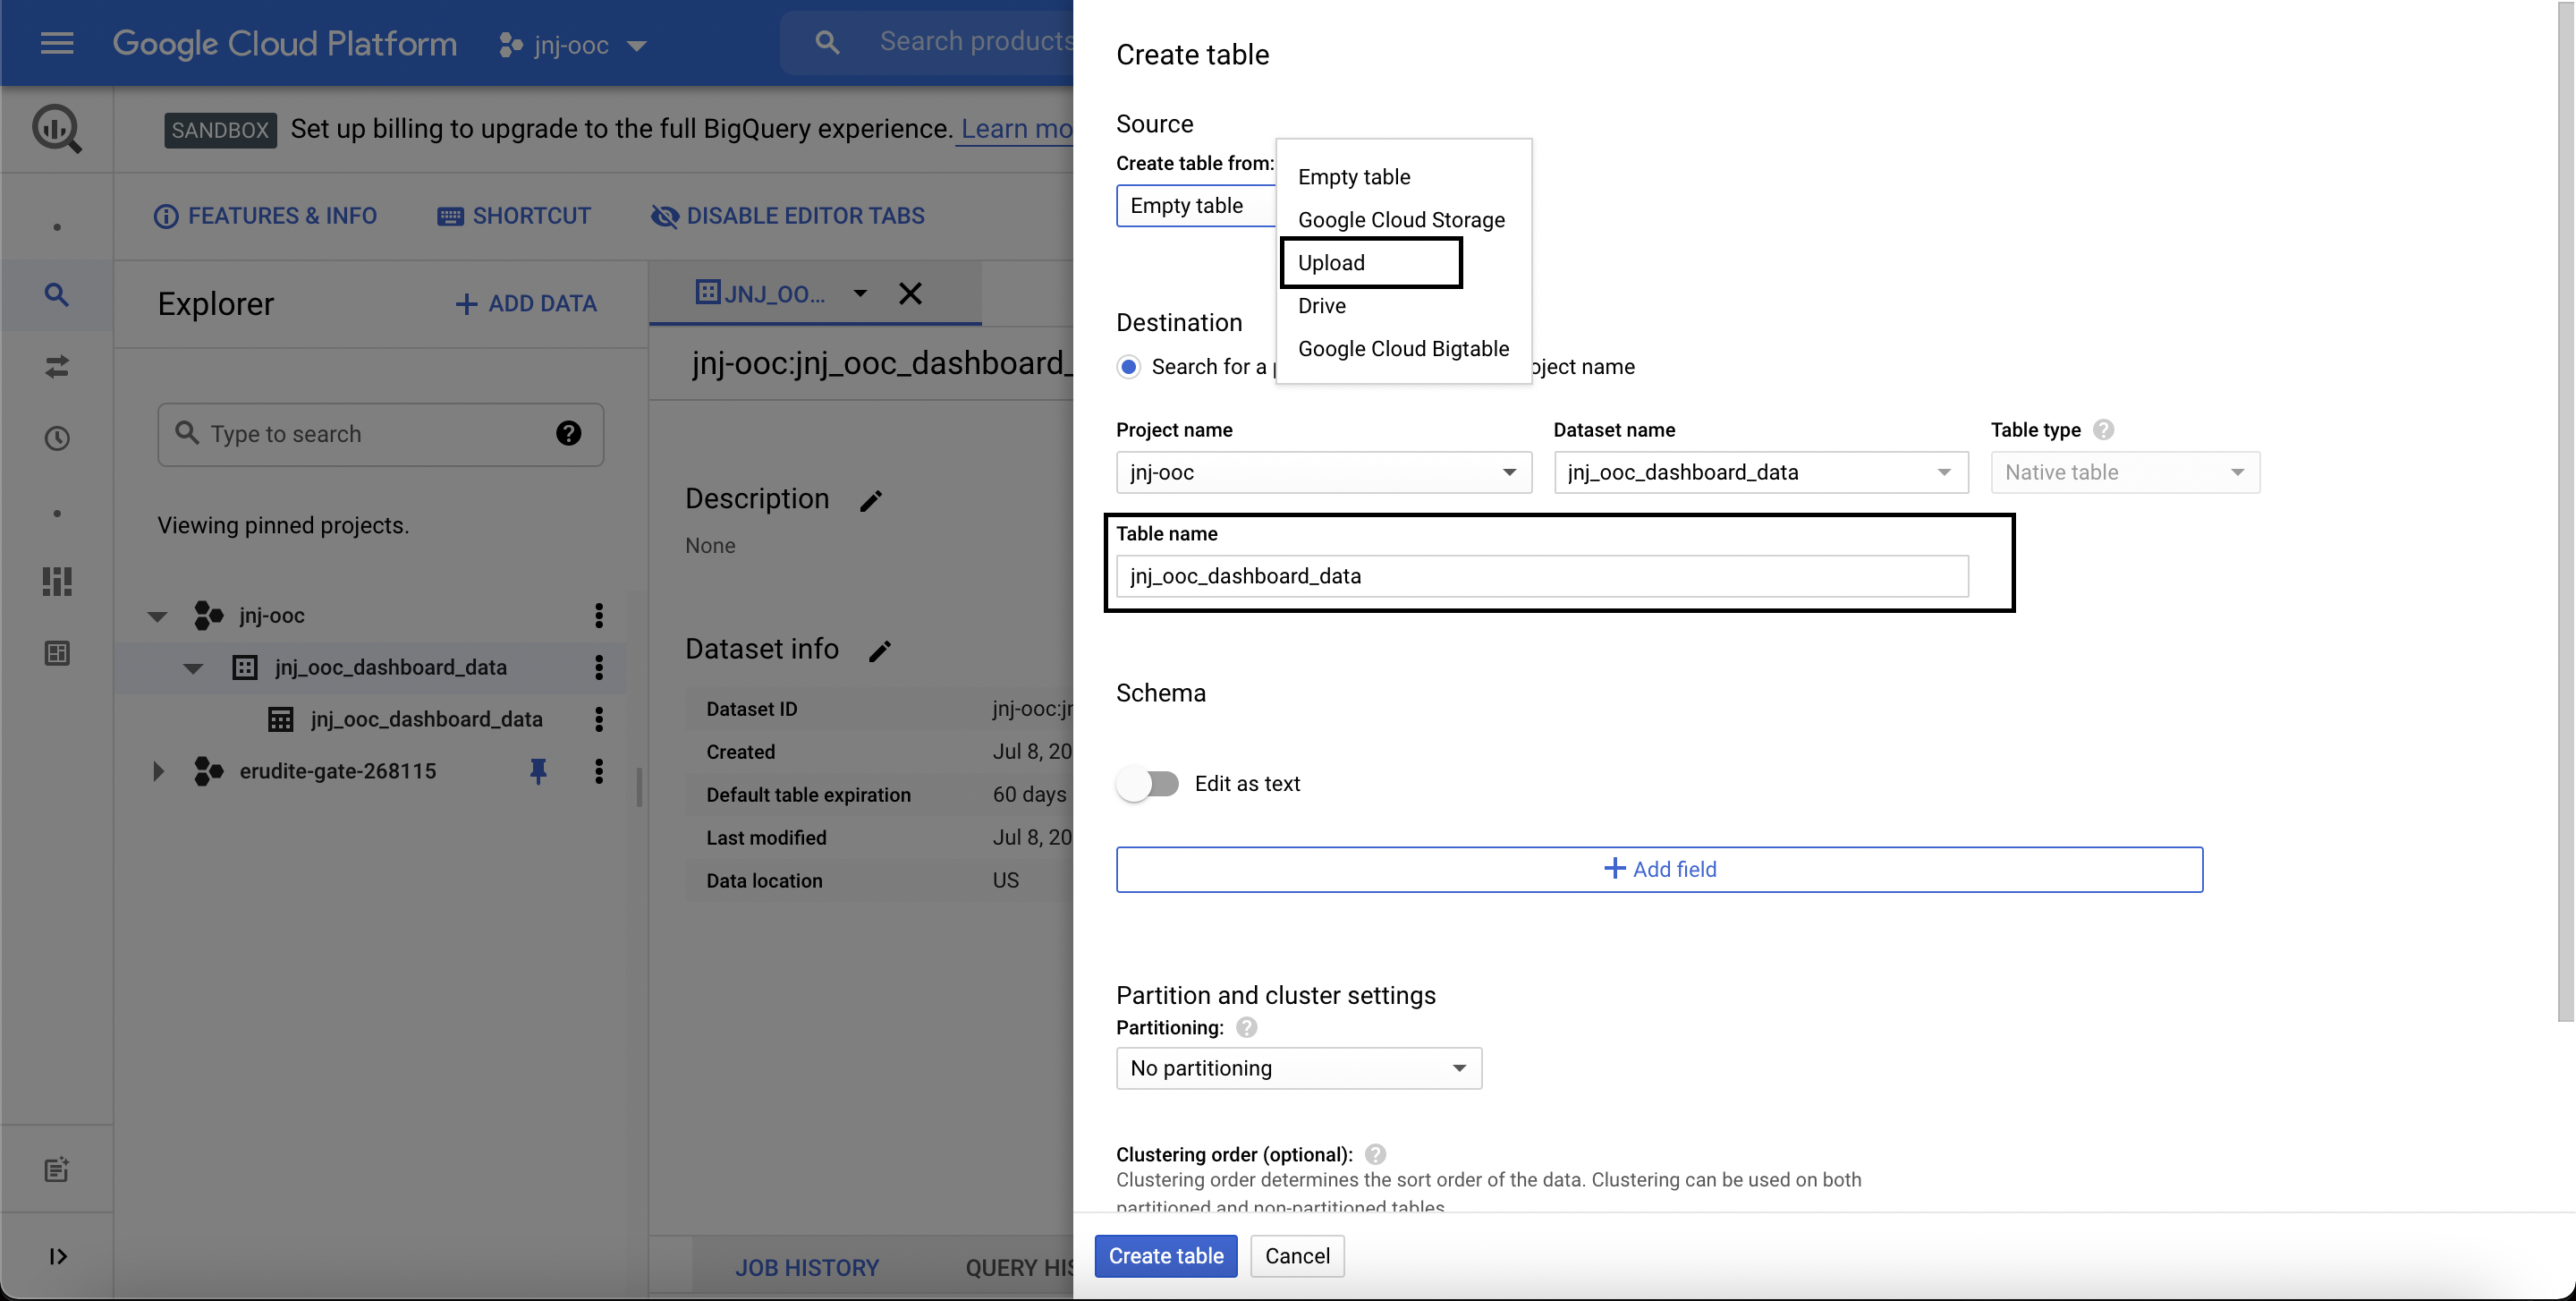 Google Cloud Platform
jnj-ooc
Search products
SANDBOX
Set up billing to upgrade to the full BigQuery experience. Learn mo
FEATURES & INFO
SHORTCUT
DISABLE EDITOR TABS
Explorer
ADD DATA
Type to search
Viewing pinned projects.
jnj-ooc
jnj_ooc_dashboard_data
jnj_ooc_dashboard_data
erudite-gate-268115
JNJ_OO...
jnj-ooc:jnj_ooc_dashboard_
Description
None
Dataset info
Dataset ID jnj-ooc:jn
Created Jul 8, 20
Default table expiration 60 days
Last modified Jul 8, 20
Data location US
JOB HISTORY
QUERY HIS
Create table
Source
Create table from:
Empty table
Empty table
Google Cloud Storage
Upload
Drive
Google Cloud Bigtable
Destination
Search for a p
oject name
Project name
jnj-ooc
Dataset name
jnj_ooc_dashboard_data
Table type
Native table
Table name
jnj_ooc_dashboard_data
Schema
Edit as text
Add field
Partition and cluster settings
Partitioning:
No partitioning
Clustering order (optional):
Clustering order determines the sort order of the data. Clustering can be used on both
partitioned and non-partitioned tables
Create table
Cancel